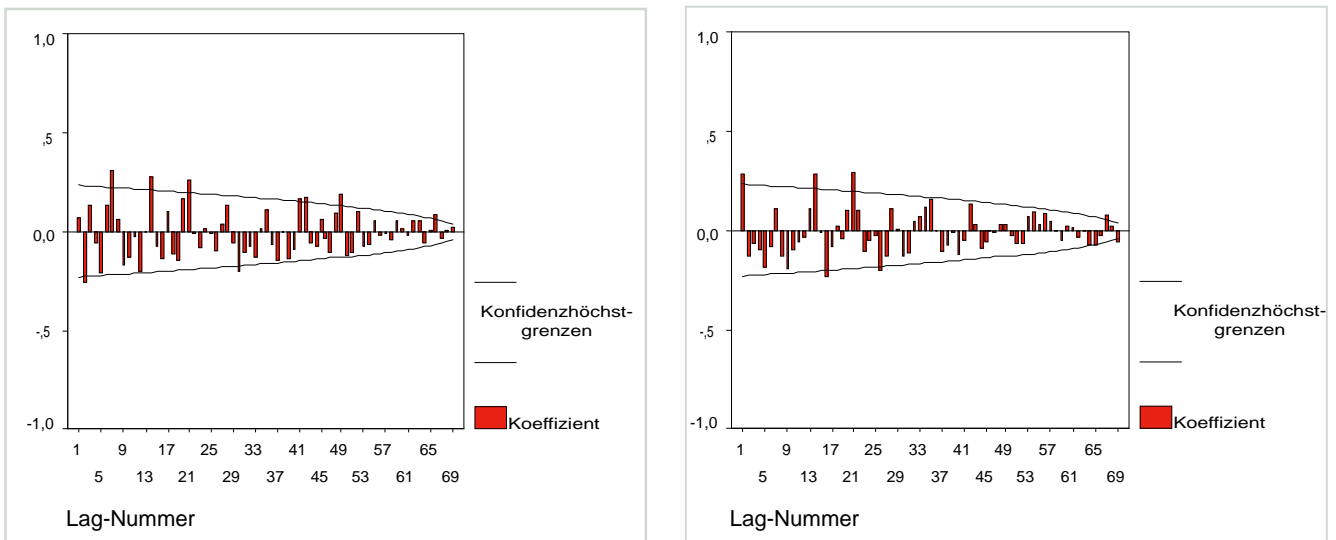 1,0
,5
0,0
-,5
-1,0
1 9 17 25 33 41 49 57 65
5 13 21 29 37 45 53 61 69
Lag-Nummer
Konfidenzhöchst-
grenzen
Koeffizient
1,0
,5
0,0
-,5
-1,0
1 9 17 25 33 41 49 57 65
5 13 21 29 37 45 53 61 69
Lag-Nummer
Konfidenzhöchst-
grenzen
Koeffizient